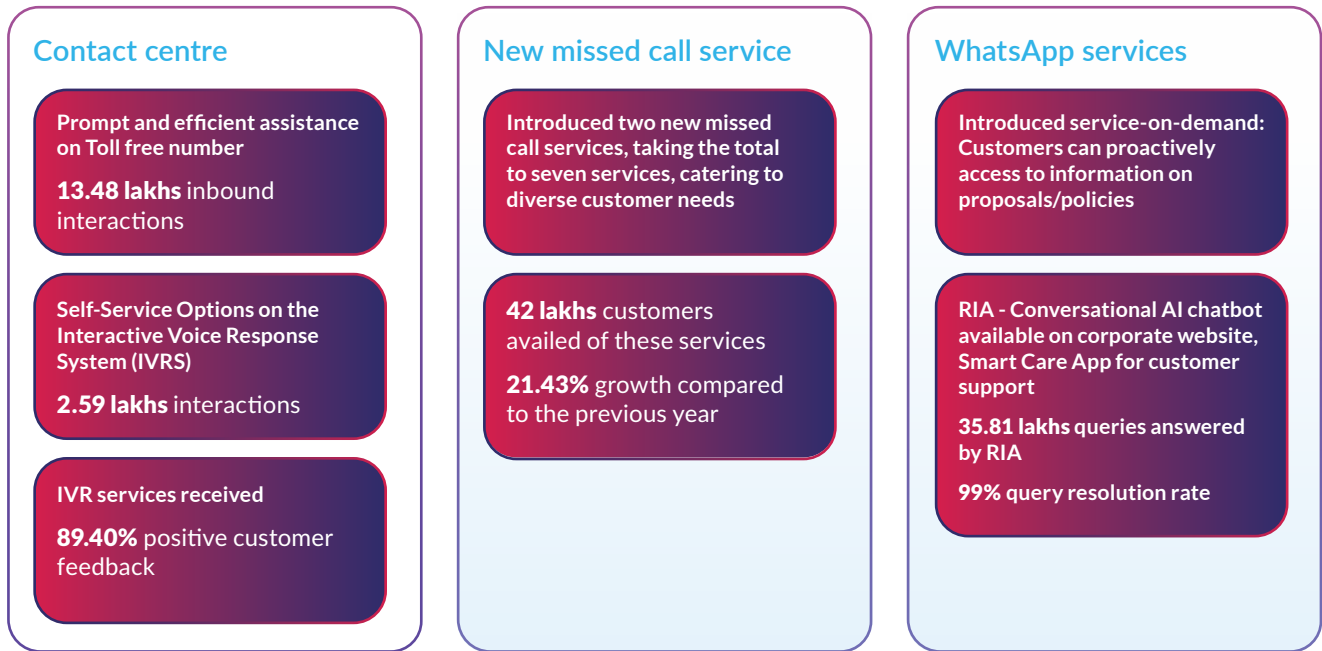 Contact centre
Prompt and efficient assistance
on Toll free number
13.48 lakhs inbound
interactions
Self-Service Options on the
Interactive Voice Response
System (IVRS)
2.59 lakhs interactions
IVR services received
89.40% positive customer
feedback
New missed call service
Introduced two new missed
call services, taking the total
to seven services, catering to
diverse customer needs
42 lakhs customers
availed of these services
21.43% growth compared
to the previous year
WhatsApp services
Introduced service-on-demand:
Customers can proactively
access to information on
proposals/policies
RIA - Conversational AI chatbot
available on corporate website,
Smart Care App for customer
support
35.81 lakhs queries answered
by RIA
99% query resolution rate